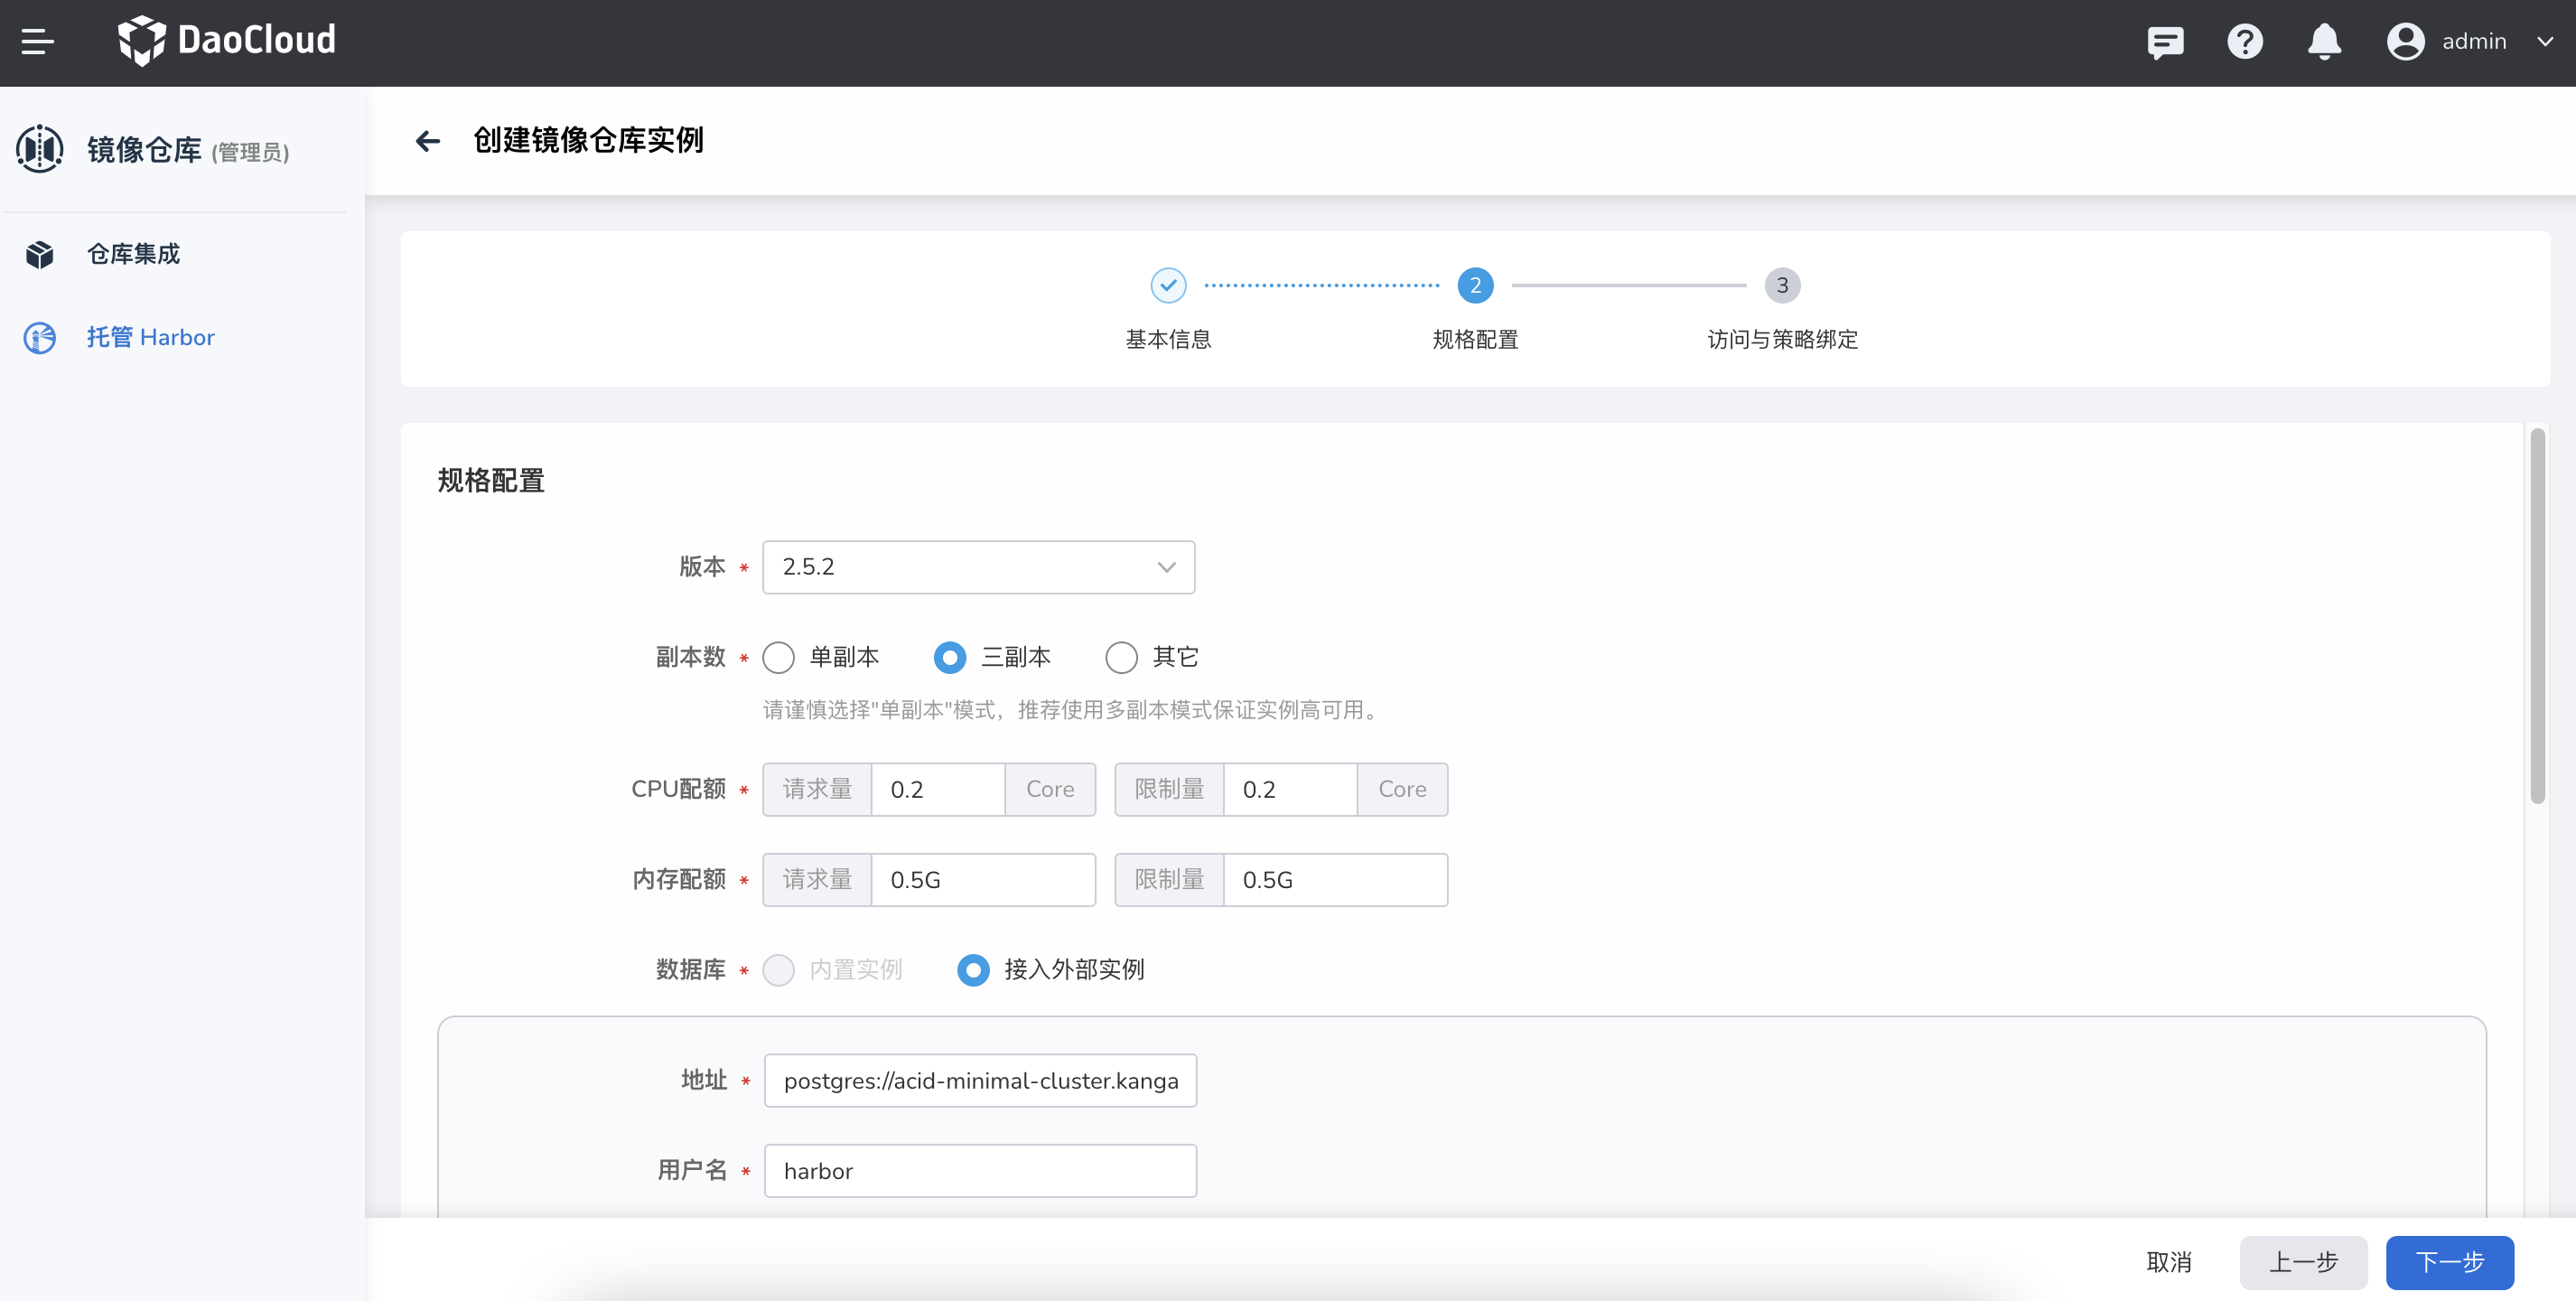 DaoCloud
admin
镜像仓库 (管理员)
仓库集成
托管 Harbor
创建镜像仓库实例
2
3
基本信息
规格配置
访问与策略绑定
规格配置
版本 * 2.5.2
副本数 * 单副本 三副本 其它
请谨慎选择"单副本"模式，推荐使用多副本模式保证实例高可用。
CPU配额 * 请求量 0.2 Core 限制量 0.2 Core
内存配额 * 请求量 0.5G 限制量 0.5G
数据库 * 内置实例 接入外部实例
地址 * postgres://acid-minimal-cluster.kanga
用户名 * harbor
取消 上一步 下一步